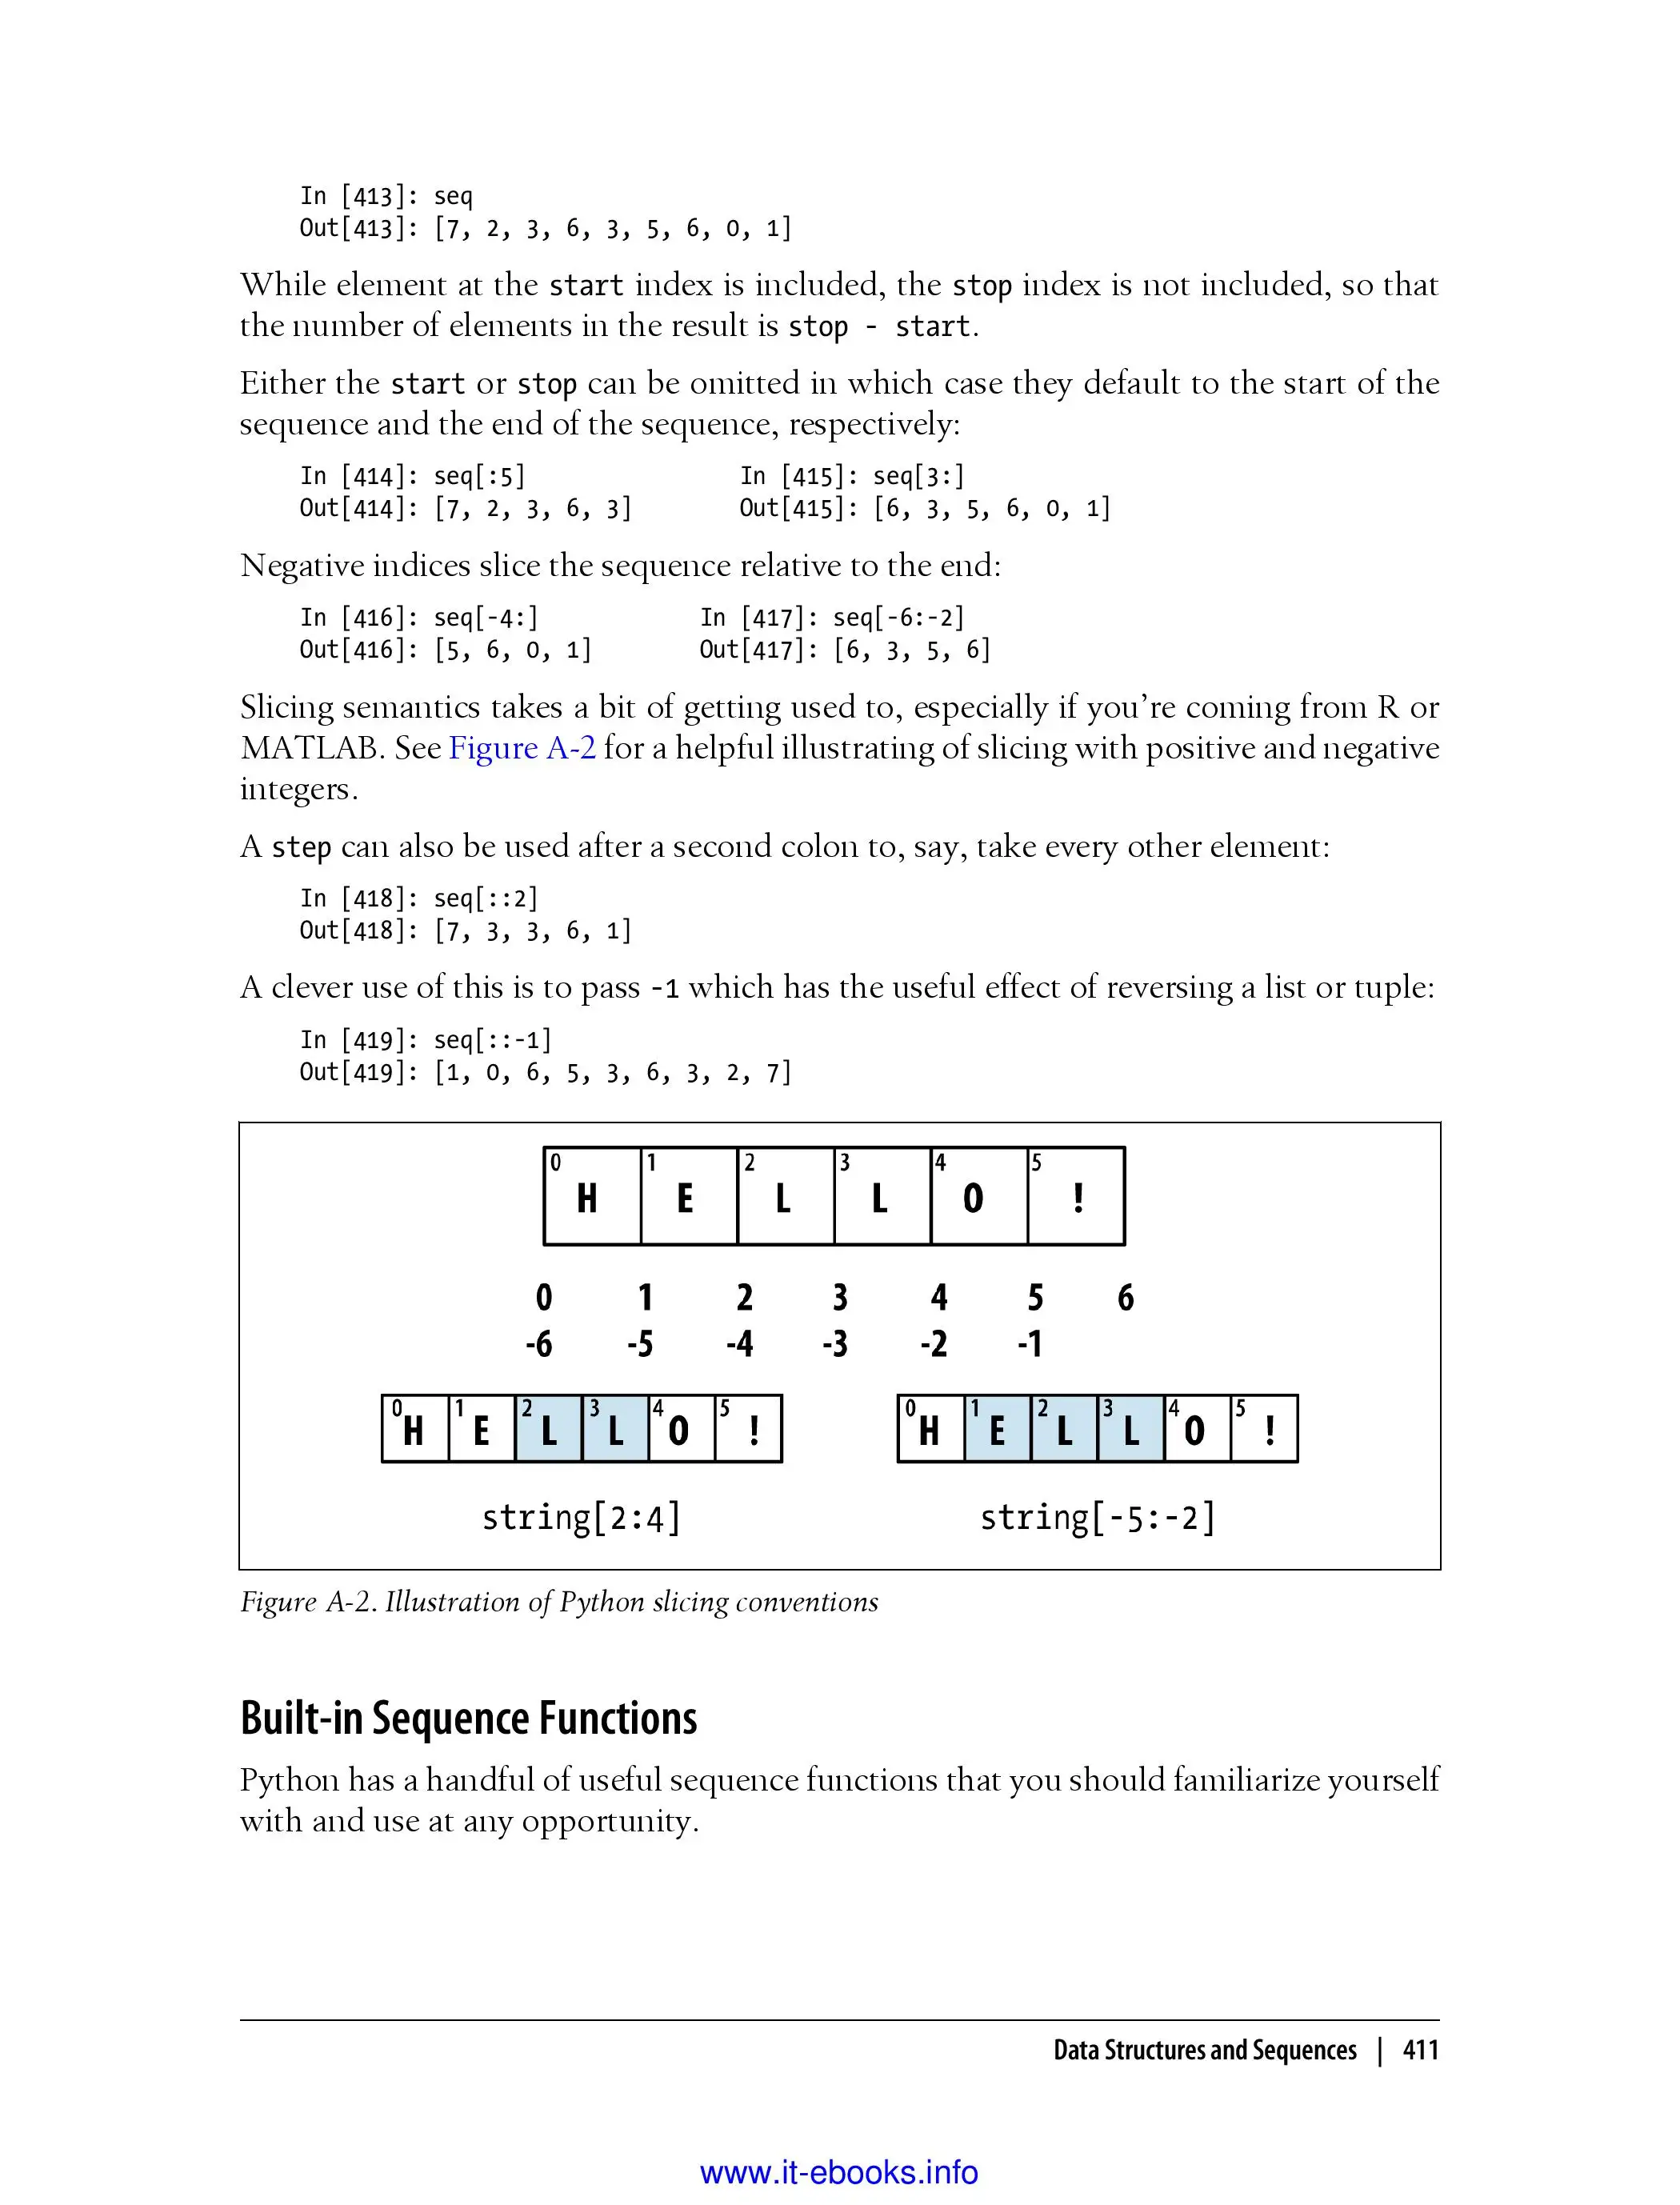 In [413]: seq
Out[413]: [7, 2, 3, 6, 3, 5, 6, 0, 1]
While element at the start index is included, the stop index is not included, so that
the number of elements in the result is stop - start.
Either the start or stop can be omitted in which case they default to the start of the
sequence and the end of the sequence, respectively:
In [414]: seq[:5] In [415]: seq[3:]
Out[414]: [7, 2, 3, 6, 3] Out[415]: [6, 3, 5, 6, 0, 1]
Negative indices slice the sequence relative to the end:
In [416]: seq[-4:] In [417]: seq[-6:-2]
Out[416]: [5, 6, 0, 1] Out[417]: [6, 3, 5, 6]
Slicing semantics takes a bit of getting used to, especially if you're coming from R or
MATLAB. See Figure A-2 for a helpful illustrating of slicing with positive and negative
integers.
A step can also be used after a second colon to, say, take every other element:
In [418]: seq[::2]
Out[418]: [7, 3, 3, 6, 1]
A clever use of this is to pass -1 which has the useful effect of reversing a list or tuple:
In [419]: seq[::-1]
Out[419]: [1, 0, 6, 5, 3, 6, 3, 2, 7]
0 1 2 3 4 5
H E L L O !
0 1 2 3 4 5 6
-6 -5 -4 -3 -2 -1
0 1 2 3 4 5 0 1 2 3 4 5
H E L L O ! H E L L O !
string[2:4] string[-5:-2]
Figure A-2. Illustration of Python slicing conventions
Built-in Sequence Functions
Python has a handful of useful sequence functions that you should familiarize yourself
with and use at any opportunity.
Data Structures and Sequences | 411
www.it-ebooks.info